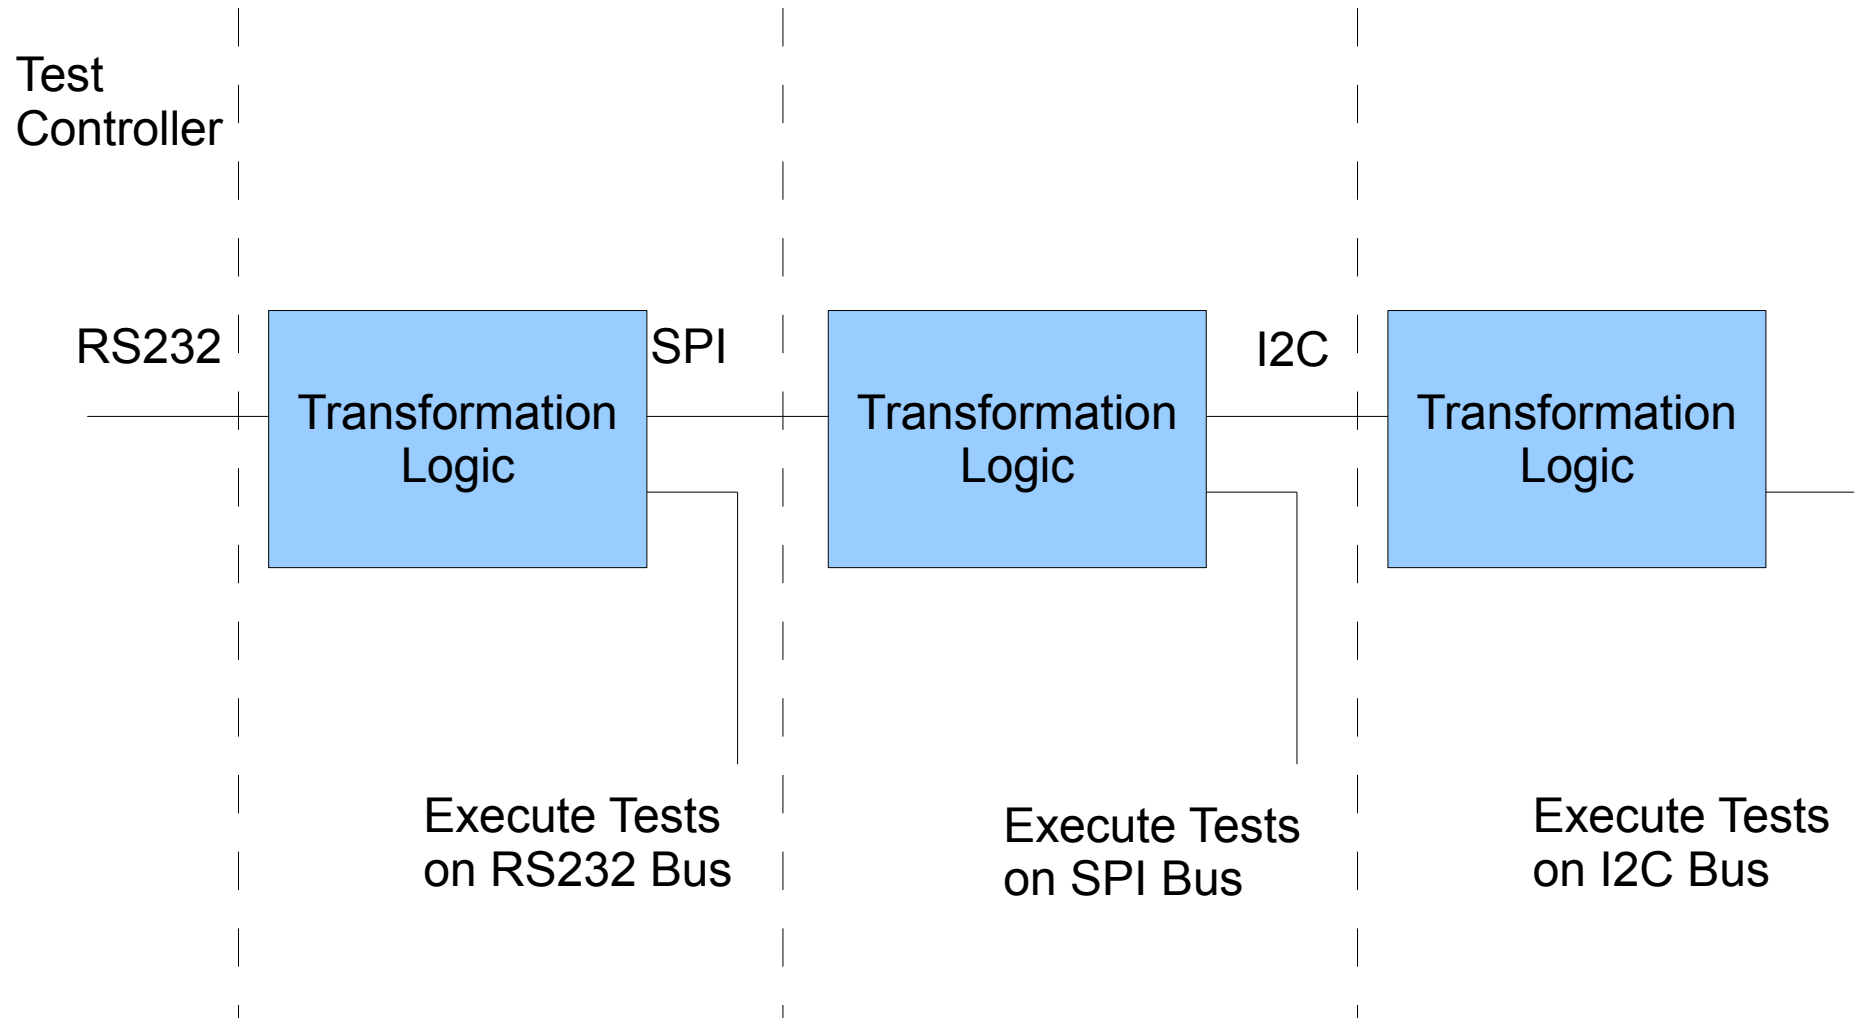 Test
Controller
RS232
SPI
I2C
Transformation
Logic
Transformation
Logic
Transformation
Logic
Execute Tests
on RS232 Bus
Execute Tests
on SPI Bus
Execute Tests
on I2C Bus